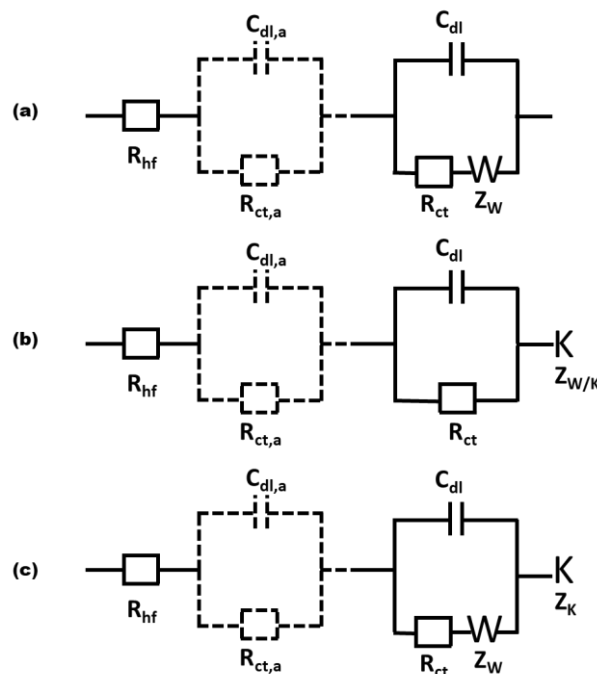 C_dl,a C_dl
(a)
R_hf
R_ct,a R_ct Z_W
C_dl,a C_dl
(b)
R_hf Z_W/K
R_ct,a R_ct
C_dl,a C_dl
(c)
R_hf Z_K
R_ct,a R_ct Z_W